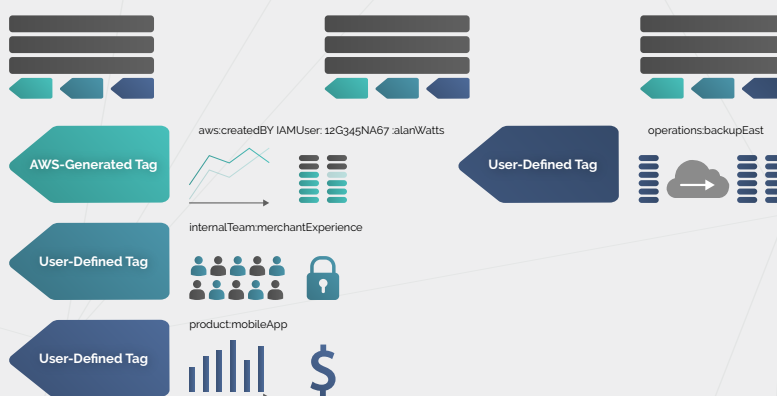 AWS-Generated Tag
aws:createdBY IAMUser: 12G345NA67 :alanWatts
User-Defined Tag
operations:backupEast
User-Defined Tag
internalTeam:merchantExperience
User-Defined Tag
product:mobileApp
$